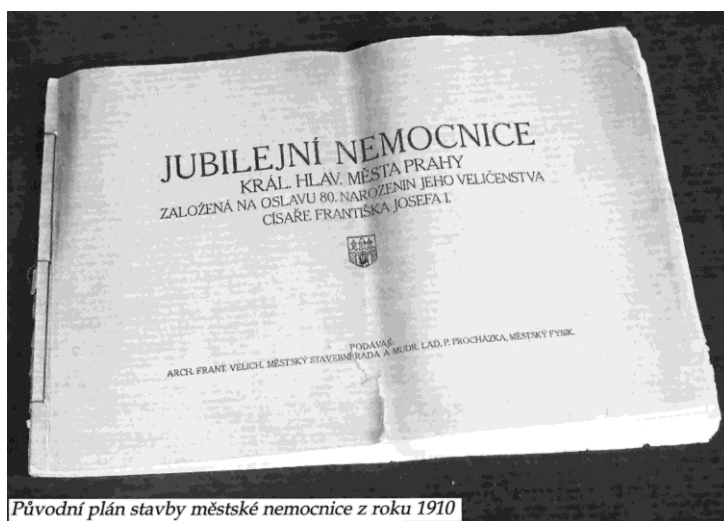 JUBILEJNÍ NEMOCNICE
KRÁL. HLAV. MĚSTA PRAHY
ZALOŽENÁ NA OSLAVU 80. NAROZENIN JEHO VELIČENSTVA
CÍSAŘE FRANTIŠKA JOSEFA I.
PODÁVAJÍ:
ARCH. FRANT. VELICH, MĚSTSKÝ STAVEBNÍ RADA A MUDR. LAD. P. PROCHÁZKA, MĚSTSKÝ FYSIK.
Původní plán stavby městské nemocnice z roku 1910